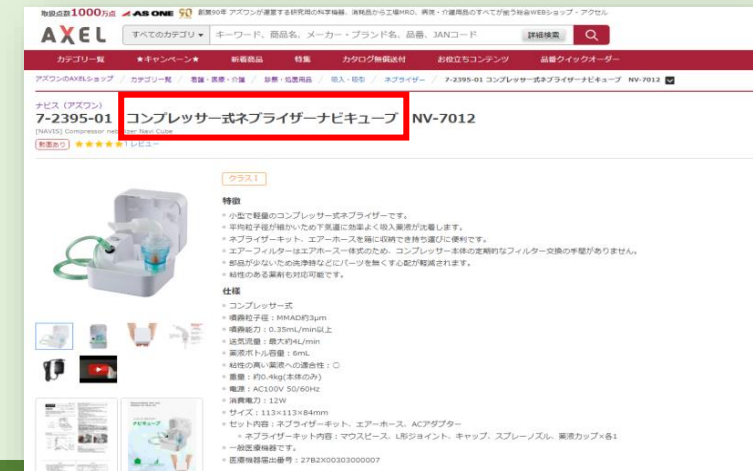 取扱点数1000万点 AS ONE 90 創業90年 アズワンが運営する研究用の科学機器、消耗品から工場MRO、病院・介護用品のすべてが揃う総合WEBショップ・アクセル
AXEL すべてのカテゴリ キーワード、商品名、メーカー・ブランド名、品番、JANコード 詳細検索
カテゴリ一覧 ★キャンペーン★ 新着商品 特集 カタログ無償送付 お役立ちコンテンツ 品番クイックオーダー
アズワンのAXELショップ / カテゴリ一覧 / 看護・医療・介護 / 診察・処置用品 / 吸入・吸引 / ネブライザー / 7-2395-01 コンプレッサー式ネブライザーナビキューブ NV-7012
ナビス（アズワン）
7-2395-01 コンプレッサー式ネブライザーナビキューブ NV-7012
[NAVIS] Compressor nebulizer Navi Cube
動画あり ★★★★★ 1レビュー
クラスI
特徴
小型で軽量のコンプレッサー式ネブライザーです。
平均粒子径が細かいため下気道に効率よく吸入薬液が沈着します。
ネブライザーキット、エアーホースを箱に収納でき持ち運びに便利です。
エアーフィルターはエアホース一体式のため、コンプレッサー本体の定期的なフィルター交換の手間がありません。
部品が少ないため洗浄時などにパーツを無くす心配が軽減されます。
粘性のある薬剤も対応可能です。
仕様
コンプレッサー式
噴霧粒子径：MMAD約3μm
噴霧能力：0.35mL/min以上
送気流量：最大約4L/min
薬液ボトル容量：6mL
粘性の高い薬液への適合性：○
重量：約0.4kg(本体のみ)
電源：AC100V 50/60Hz
消費電力：12W
サイズ：113×113×84mm
セット内容：ネブライザーキット、エアーホース、ACアダプター
ネブライザーキット内容：マウスピース、L形ジョイント、キャップ、スプレーノズル、薬液カップ×各1
一般医療機器です。
医療機器届出番号：27B2X00303000007
ナビキューブ